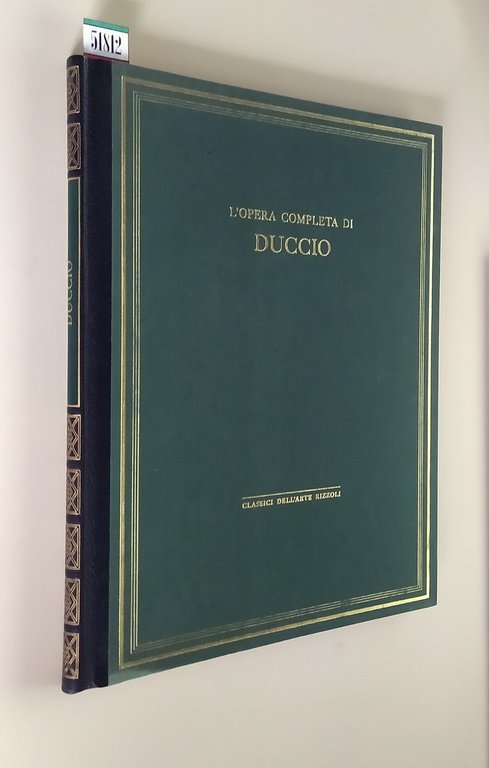 51812
L'OPERA COMPLETA DI
DUCCIO
CLASSICI DELL'ARTE RIZZOLI
DUCCIO